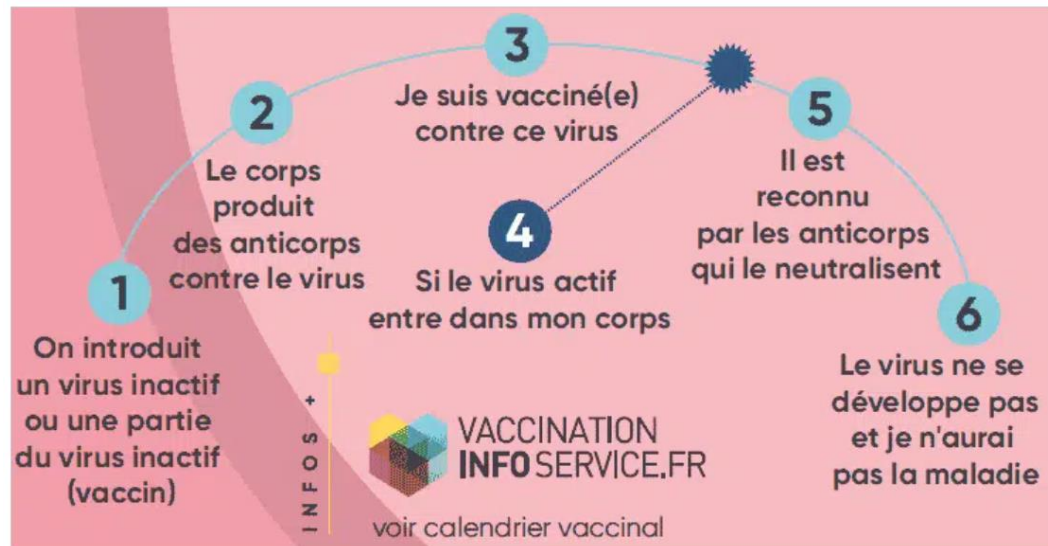 1
On introduit
un virus inactif
ou une partie
du virus inactif
(vaccin)
2
Le corps
produit
des anticorps
contre le virus
3
Je suis vacciné(e)
contre ce virus
4
Si le virus actif
entre dans mon corps
5
Il est
reconnu
par les anticorps
qui le neutralisent
6
Le virus ne se
développe pas
et je n'aurai
pas la maladie
INFOS +
VACCINATION
INFO SERVICE.FR
voir calendrier vaccinal